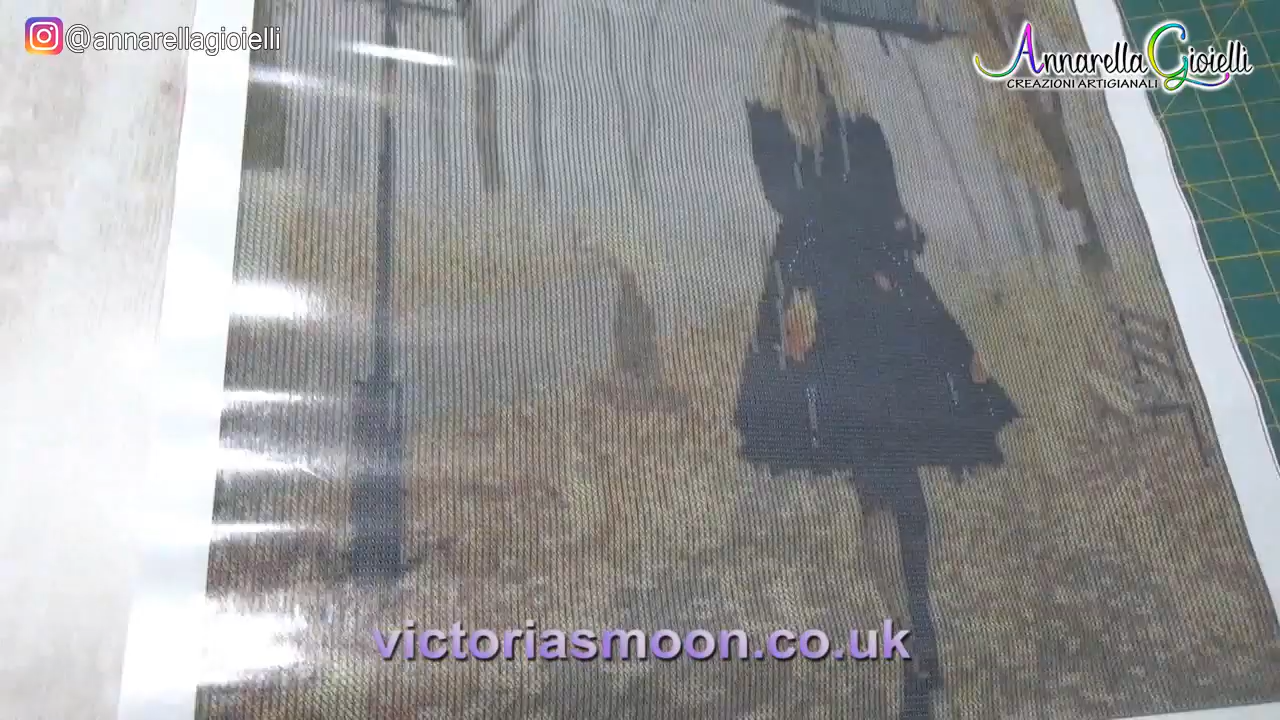 @annarellagioielli
Annarella Gioielli
CREAZIONI ARTIGIANALI
victoriasmoon.co.uk